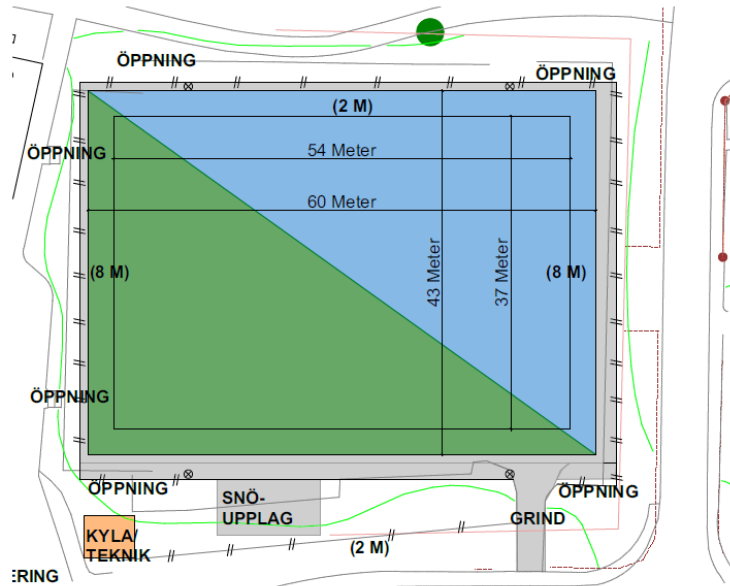 ÖPPNING
ÖPPNING
(2 M)
54 Meter
ÖPPNING
60 Meter
(8 M)
43 Meter
37 Meter
(8 M)
ÖPPNING
ÖPPNING
SNÖ-
UPPLAG
ÖPPNING
GRIND
KYLA/
TEKNIK
(2 M)
ERING